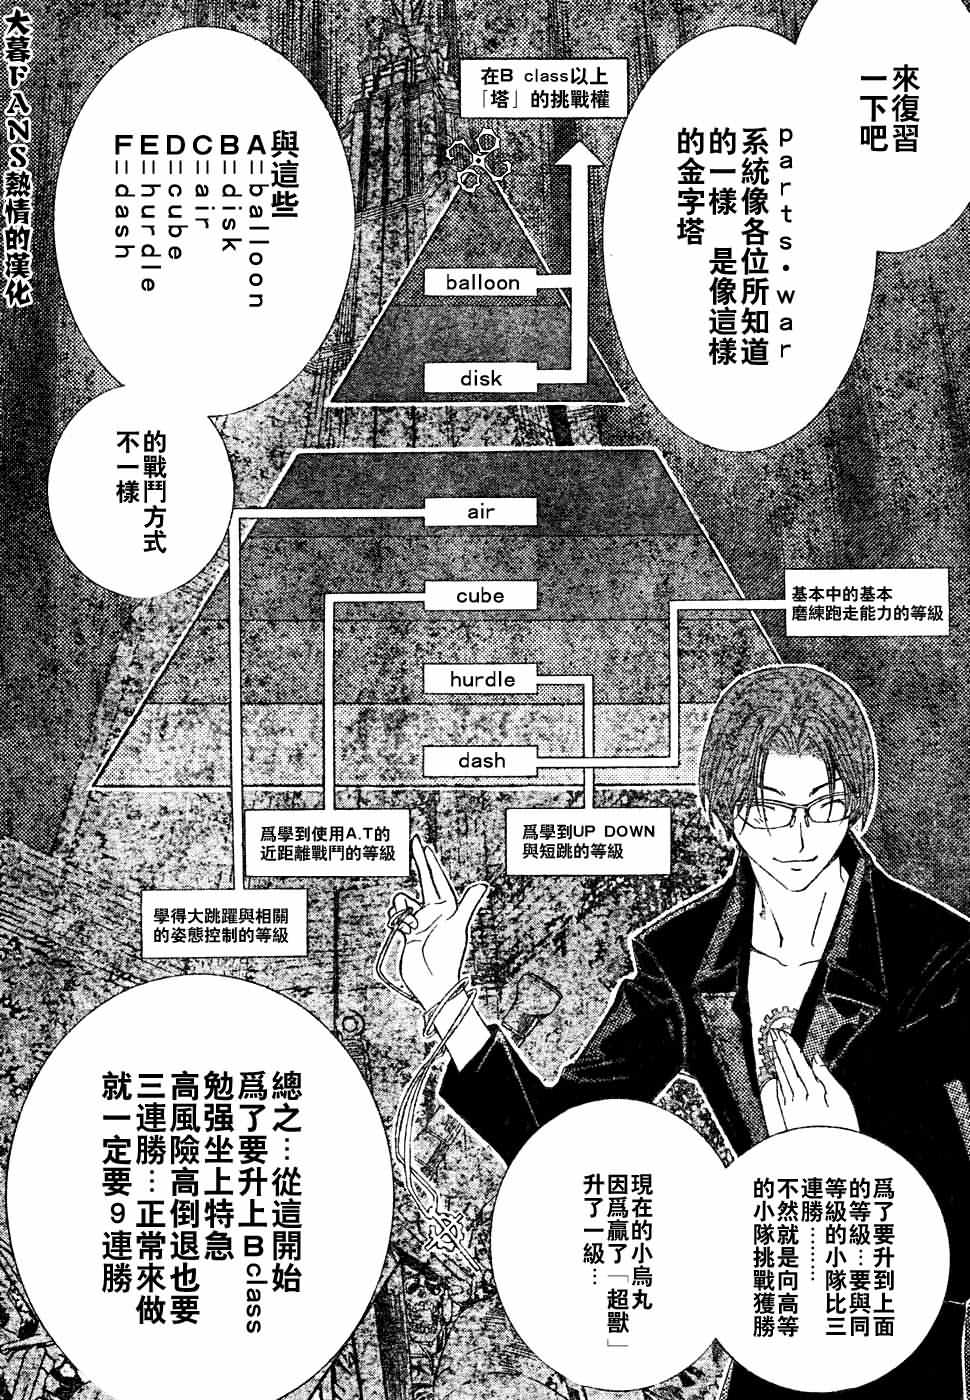 來復習
一下吧
parts・war
系統像各位所知道
的一樣 是像這樣
的金字塔
在B class以上
「塔」的挑戰權
與這些
A=balloon
B=disk
C=air
D=cube
E=hurdle
F=dash
的戰鬥方式
不一樣
balloon
disk
air
cube
hurdle
dash
基本中的基本
磨練跑走能力的等級
爲學到UP DOWN
與短跳的等級
爲學到使用A.T的
近距離戰鬥的等級
學得大跳躍與相關
的姿態控制的等級
爲了要升到上面
的等級…要與同
等級的小隊比三
連勝………
不然就是向高等
的小隊挑戰獲勝
現在的小烏丸
因爲贏了「超獸」
升了一級…
總之…從這開始
爲了要升上Bclass
勉强坐上特急
高風險高倒退也要
三連勝…正常來做
就一定要9連勝
大暮FANS熱情的漢化